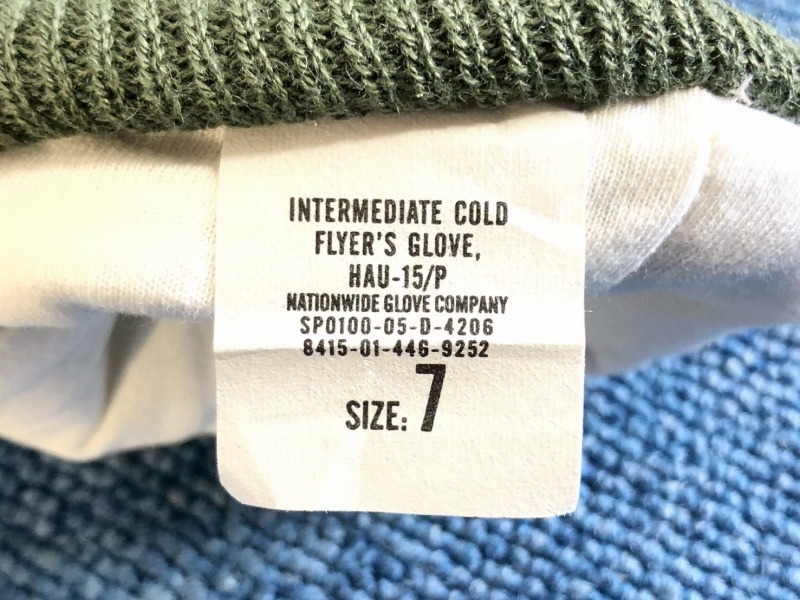 INTERMEDIATE COLD
FLYER'S GLOVE,
HAU-15/P
NATIONWIDE GLOVE COMPANY
SP0100-05-D-4206
8415-01-446-9252
SIZE: 7